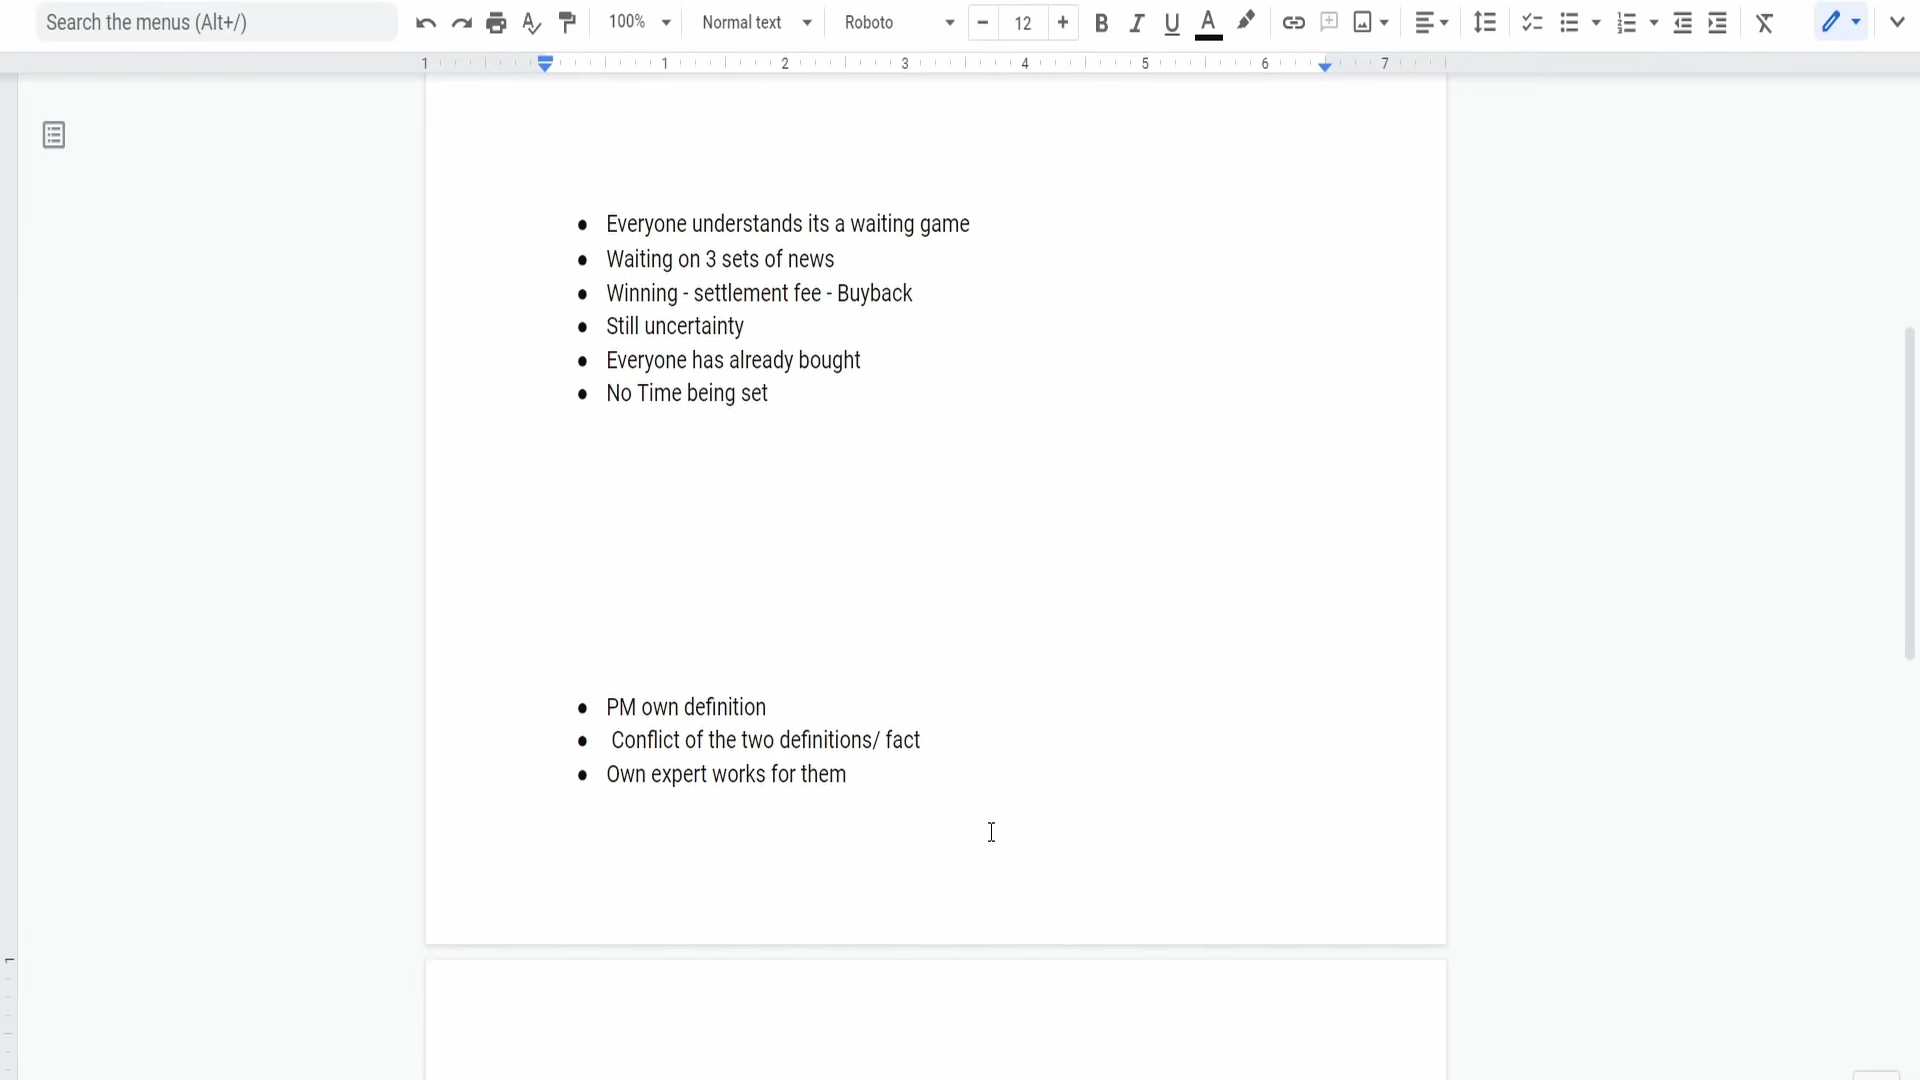 Search the menus (Alt+/)
100%
Normal text
Roboto
12
B I U A
1 1 2 3 4 5 6 7
● Everyone understands its a waiting game
● Waiting on 3 sets of news
● Winning - settlement fee - Buyback
● Still uncertainty
● Everyone has already bought
● No Time being set
● PM own definition
● Conflict of the two definitions/ fact
● Own expert works for them
1